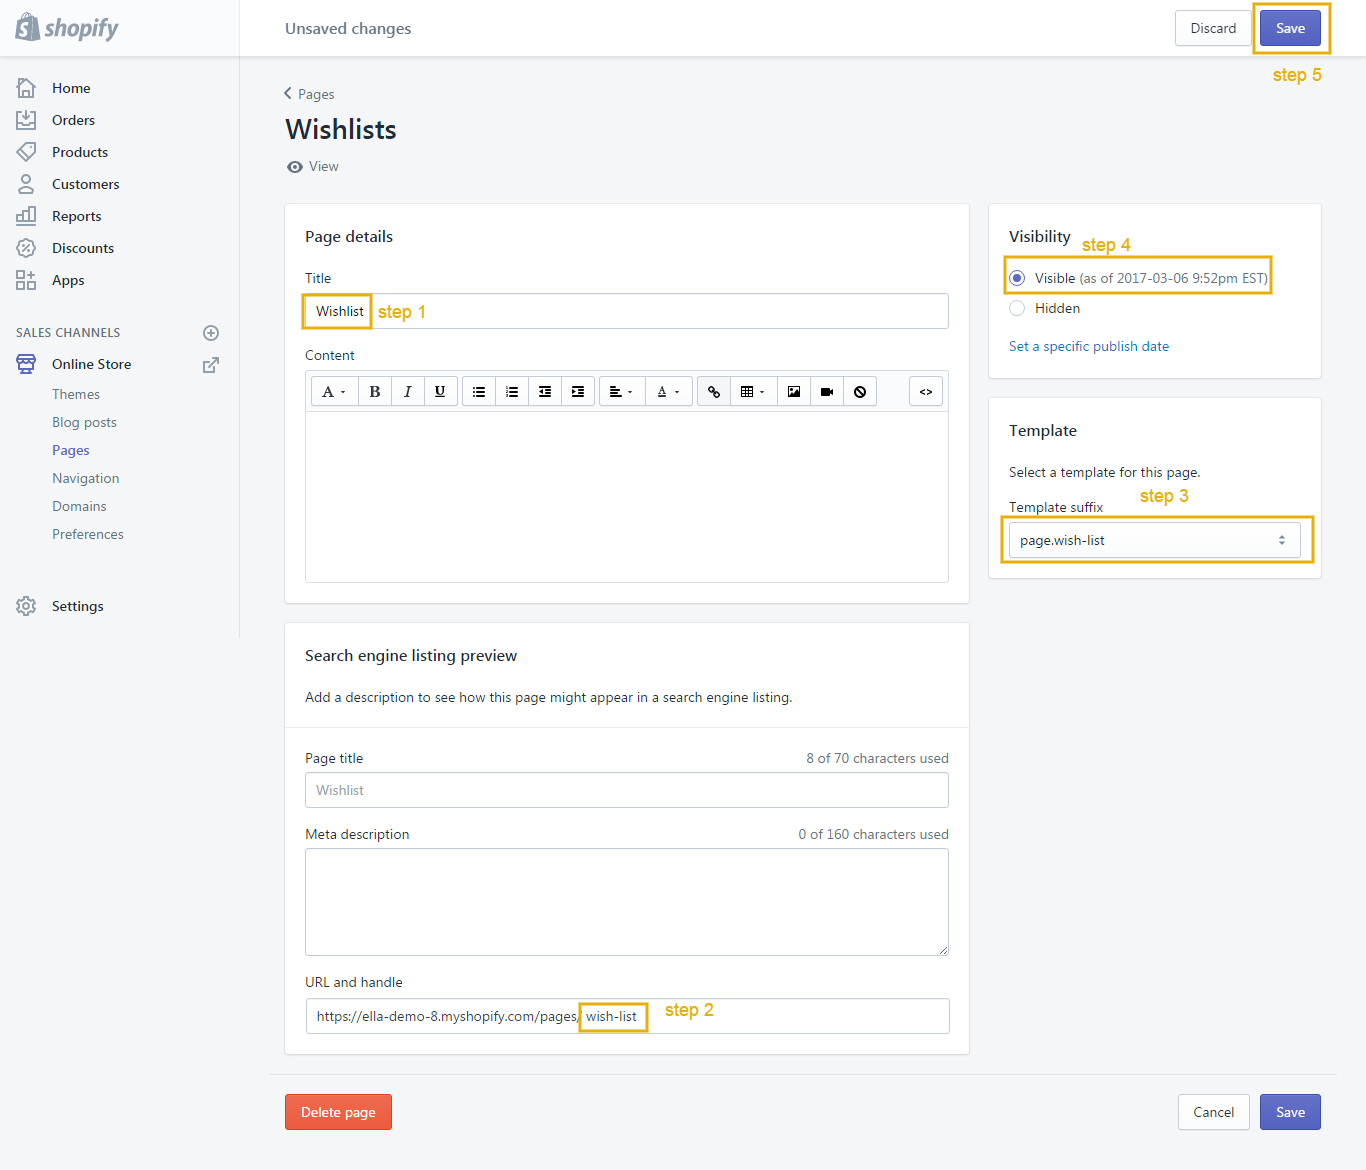 shopify
Unsaved changes
Discard
Save
step 5
Home
Orders
Products
Customers
Reports
Discounts
Apps
SALES CHANNELS
Online Store
Themes
Blog posts
Pages
Navigation
Domains
Preferences
Settings
Pages
Wishlists
View
Page details
Title
Wishlist step 1
Content
A B I U A <>
Visibility
step 4
Visible (as of 2017-03-06 9:52pm EST)
Hidden
Set a specific publish date
Template
Select a template for this page.
step 3
Template suffix
page.wish-list
Search engine listing preview
Add a description to see how this page might appear in a search engine listing.
Page title 8 of 70 characters used
Wishlist
Meta description 0 of 160 characters used
URL and handle
https://ella-demo-8.myshopify.com/pages/ wish-list step 2
Delete page
Cancel
Save